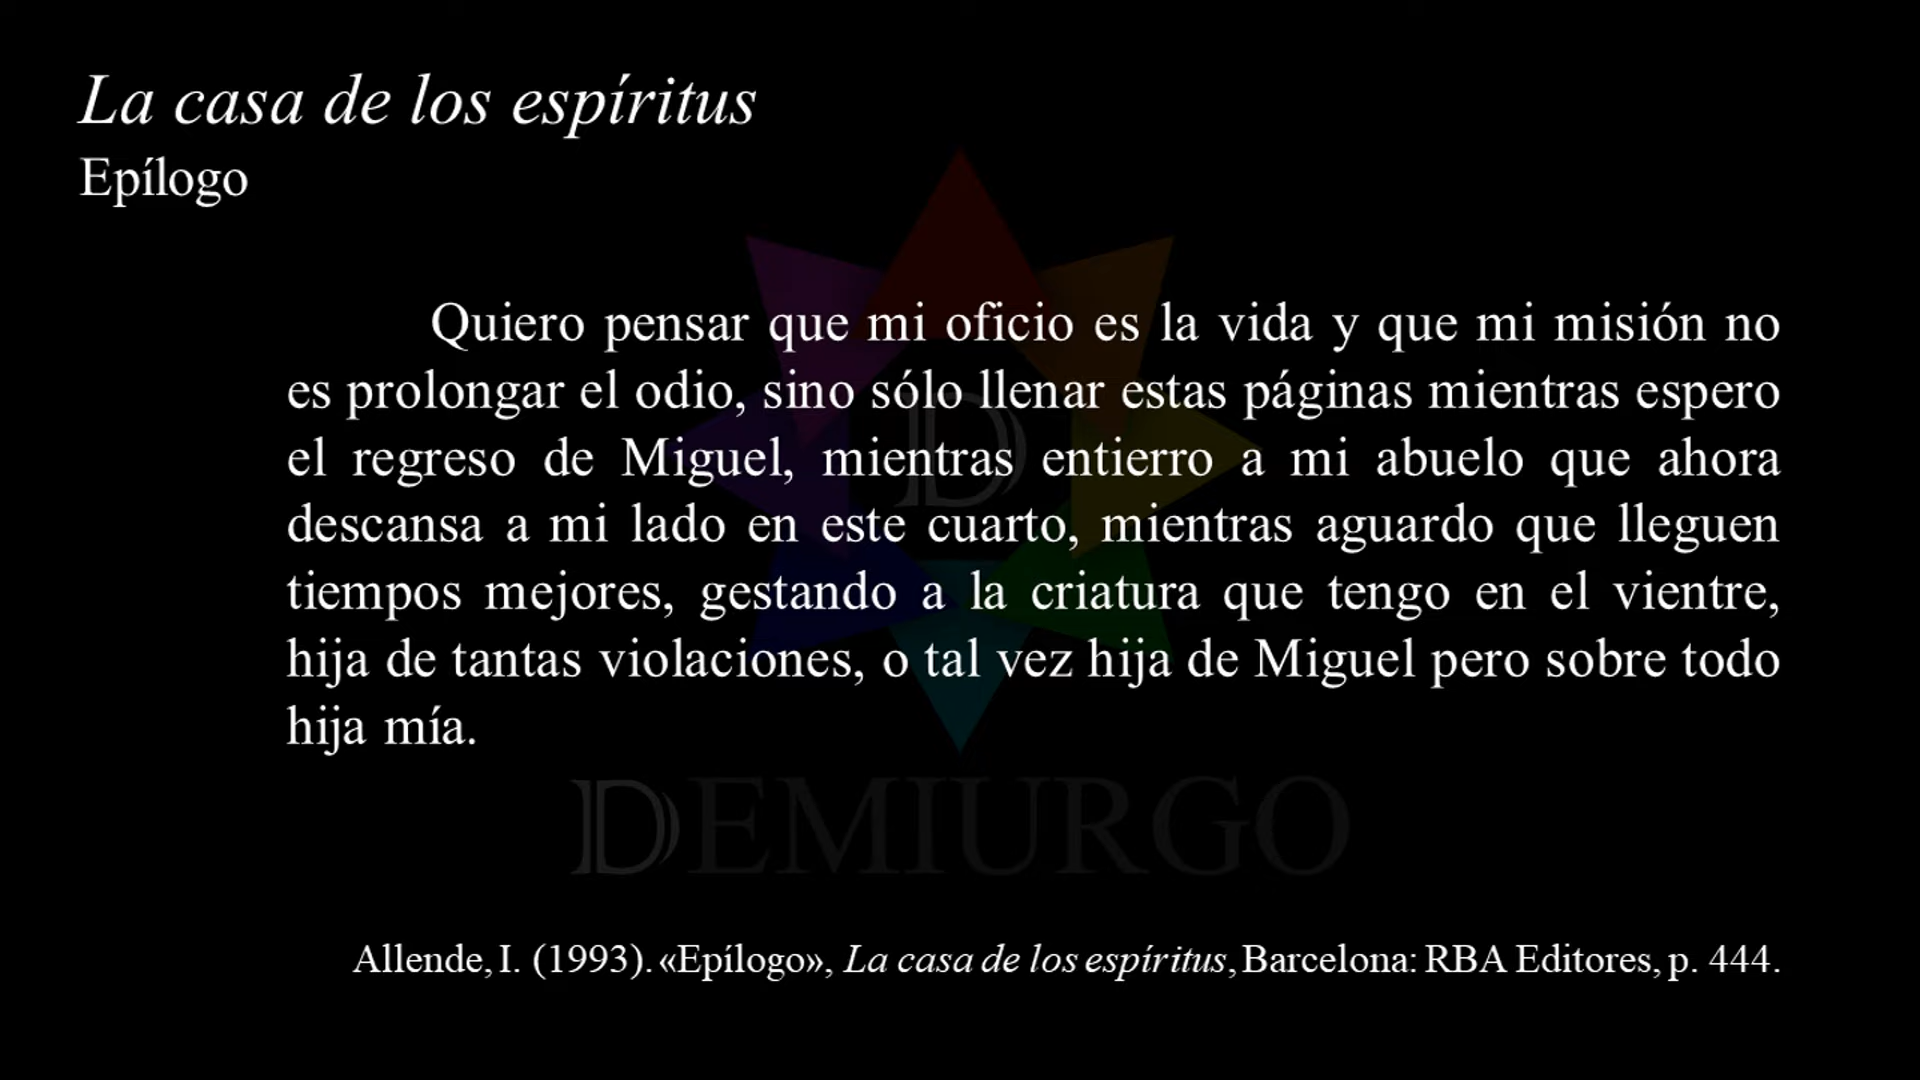 La casa de los espíritus
Epílogo
Quiero pensar que mi oficio es la vida y que mi misión no
es prolongar el odio, sino sólo llenar estas páginas mientras espero
el regreso de Miguel, mientras entierro a mi abuelo que ahora
descansa a mi lado en este cuarto, mientras aguardo que lleguen
tiempos mejores, gestando a la criatura que tengo en el vientre,
hija de tantas violaciones, o tal vez hija de Miguel pero sobre todo
hija mía.
D
DEMIURGO
Allende, I. (1993). «Epílogo», La casa de los espíritus, Barcelona: RBA Editores, p. 444.